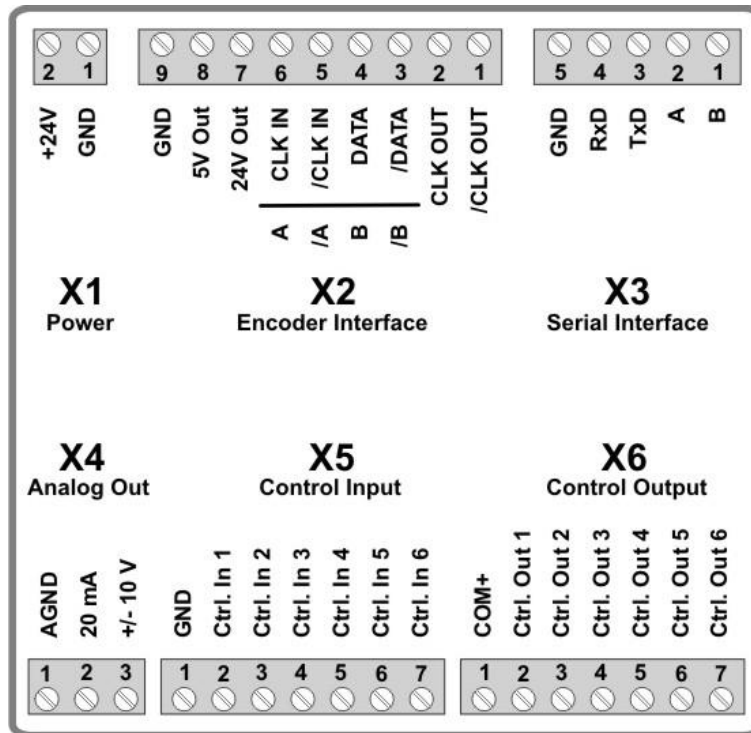 2 1
9 8 7 6 5 4 3 2 1
5 4 3 2 1
+24V
GND
GND
5V Out
24V Out
CLK IN
/CLK IN
DATA
/DATA
CLK OUT
/CLK OUT
A
/A
B
/B
GND
RxD
TxD
A
B
X1
Power
X2
Encoder Interface
X3
Serial Interface
X4
Analog Out
X5
Control Input
X6
Control Output
AGND
20 mA
+/- 10 V
GND
Ctrl. In 1
Ctrl. In 2
Ctrl. In 3
Ctrl. In 4
Ctrl. In 5
Ctrl. In 6
COM+
Ctrl. Out 1
Ctrl. Out 2
Ctrl. Out 3
Ctrl. Out 4
Ctrl. Out 5
Ctrl. Out 6
1 2 3
1 2 3 4 5 6 7
1 2 3 4 5 6 7